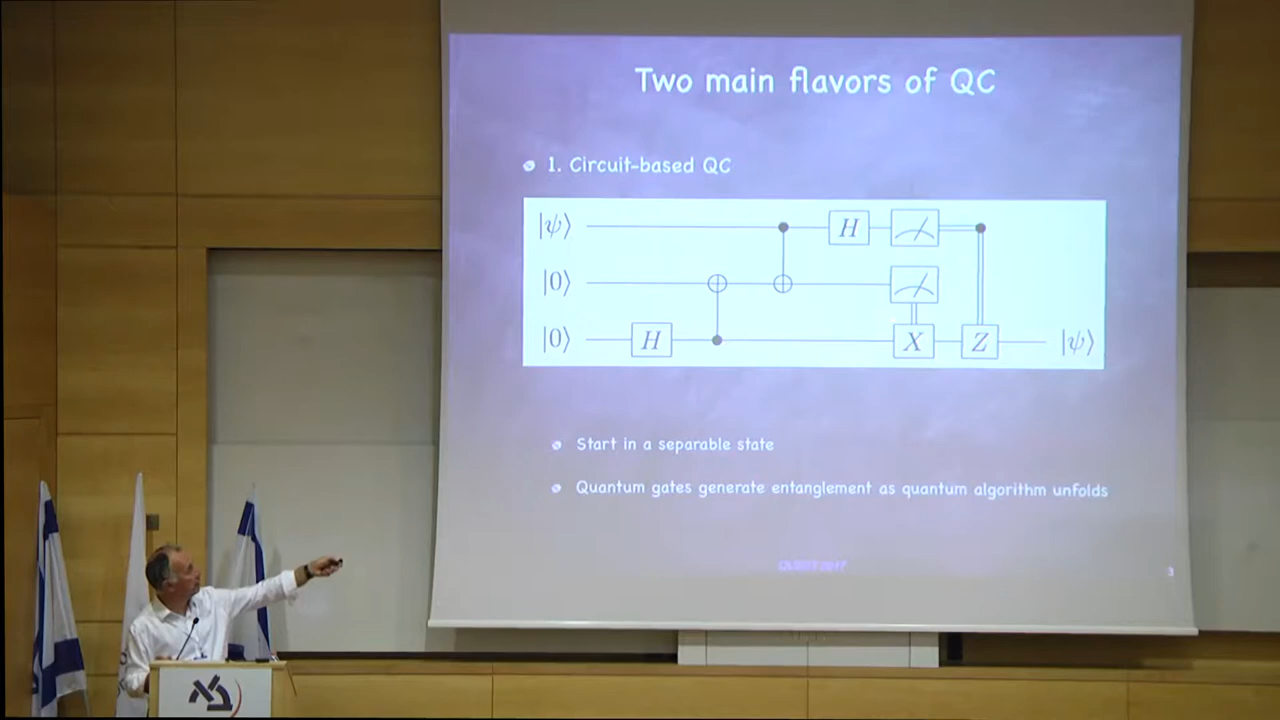 Two main flavors of QC
1. Circuit-based QC
|ψ⟩ H
|0⟩
|0⟩ H X Z |ψ⟩
Start in a separable state
Quantum gates generate entanglement as quantum algorithm unfolds
3